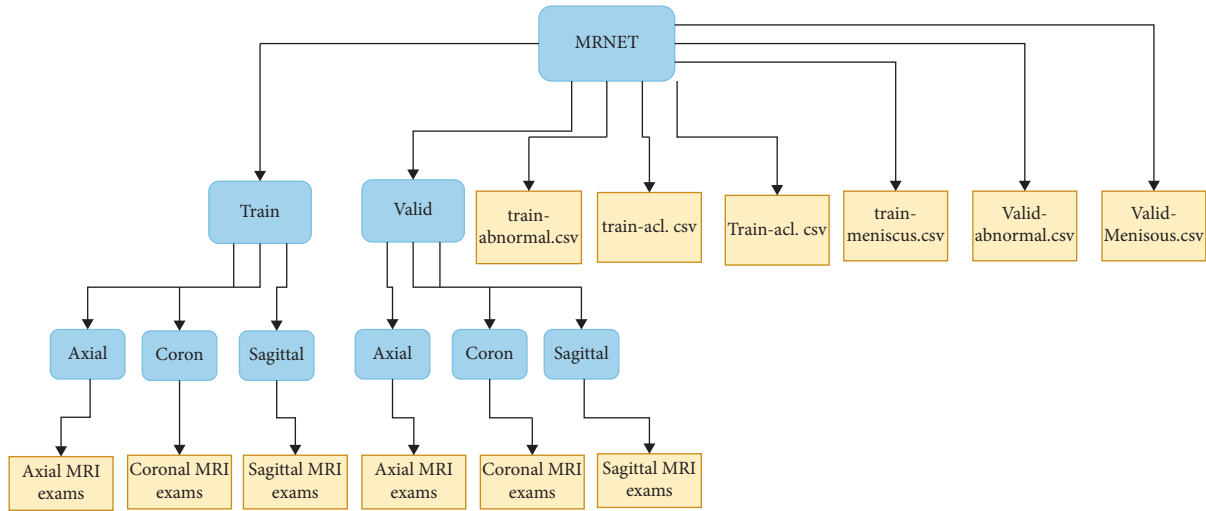 MRNET
Train
Valid
train-
abnormal.csv
train-acl. csv
Train-acl. csv
train-
meniscus.csv
Valid-
abnormal.csv
Valid-
Menisous.csv
Axial
Coron
Sagittal
Axial
Coron
Sagittal
Axial MRI
exams
Coronal MRI
exams
Sagittal MRI
exams
Axial MRI
exams
Coronal MRI
exams
Sagittal MRI
exams